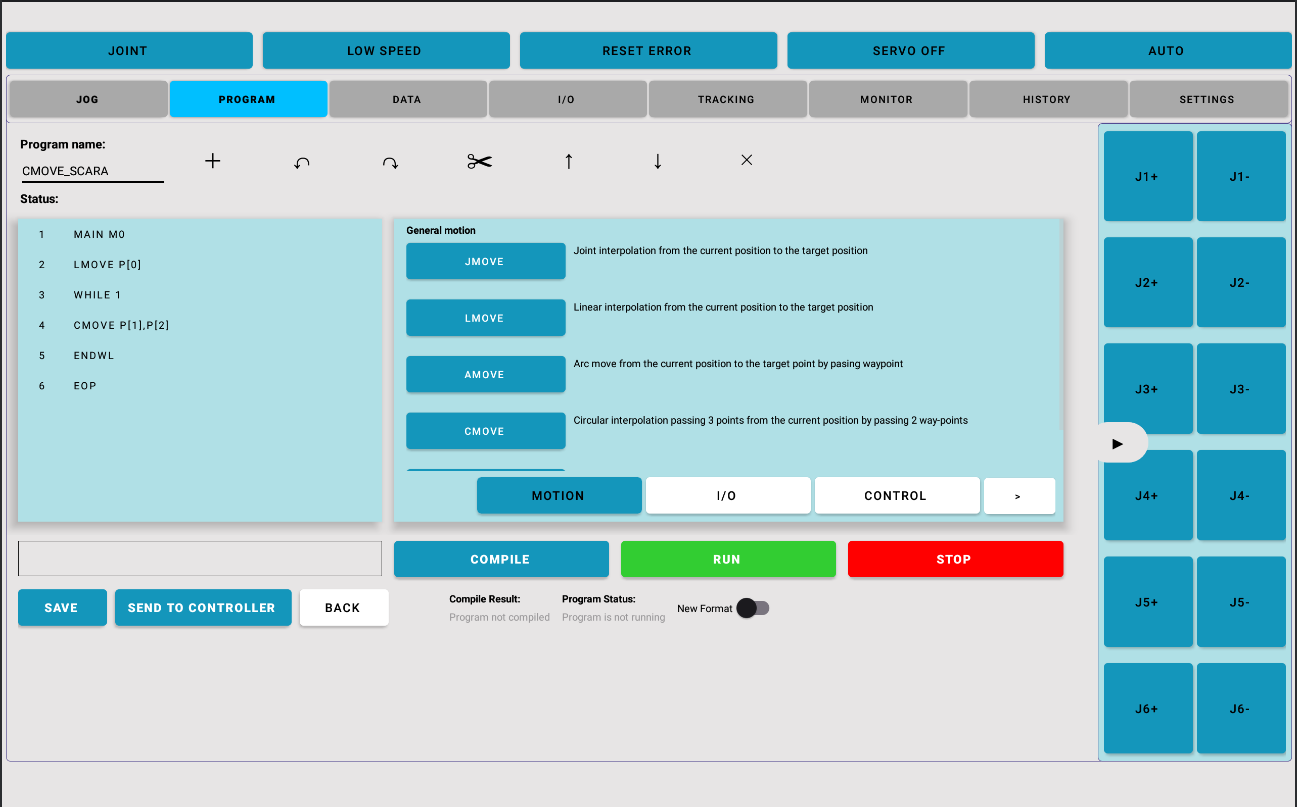 JOINT LOW SPEED RESET ERROR SERVO OFF AUTO
JOG PROGRAM DATA I/O TRACKING MONITOR HISTORY SETTINGS
Program name:
CMOVE_SCARA
Status:
1 MAIN M0
2 LMOVE P[0]
3 WHILE 1
4 CMOVE P[1],P[2]
5 ENDWL
6 EOP
General motion
JMOVE Joint interpolation from the current position to the target position
LMOVE Linear interpolation from the current position to the target position
AMOVE Arc move from the current position to the target point by pasing waypoint
CMOVE Circular interpolation passing 3 points from the current position by passing 2 way-points
MOTION I/O CONTROL >
COMPILE RUN STOP
SAVE SEND TO CONTROLLER BACK
Compile Result: Program Status:
Program not compiled Program is not running
New Format
J1+ J1-
J2+ J2-
J3+ J3-
J4+ J4-
J5+ J5-
J6+ J6-